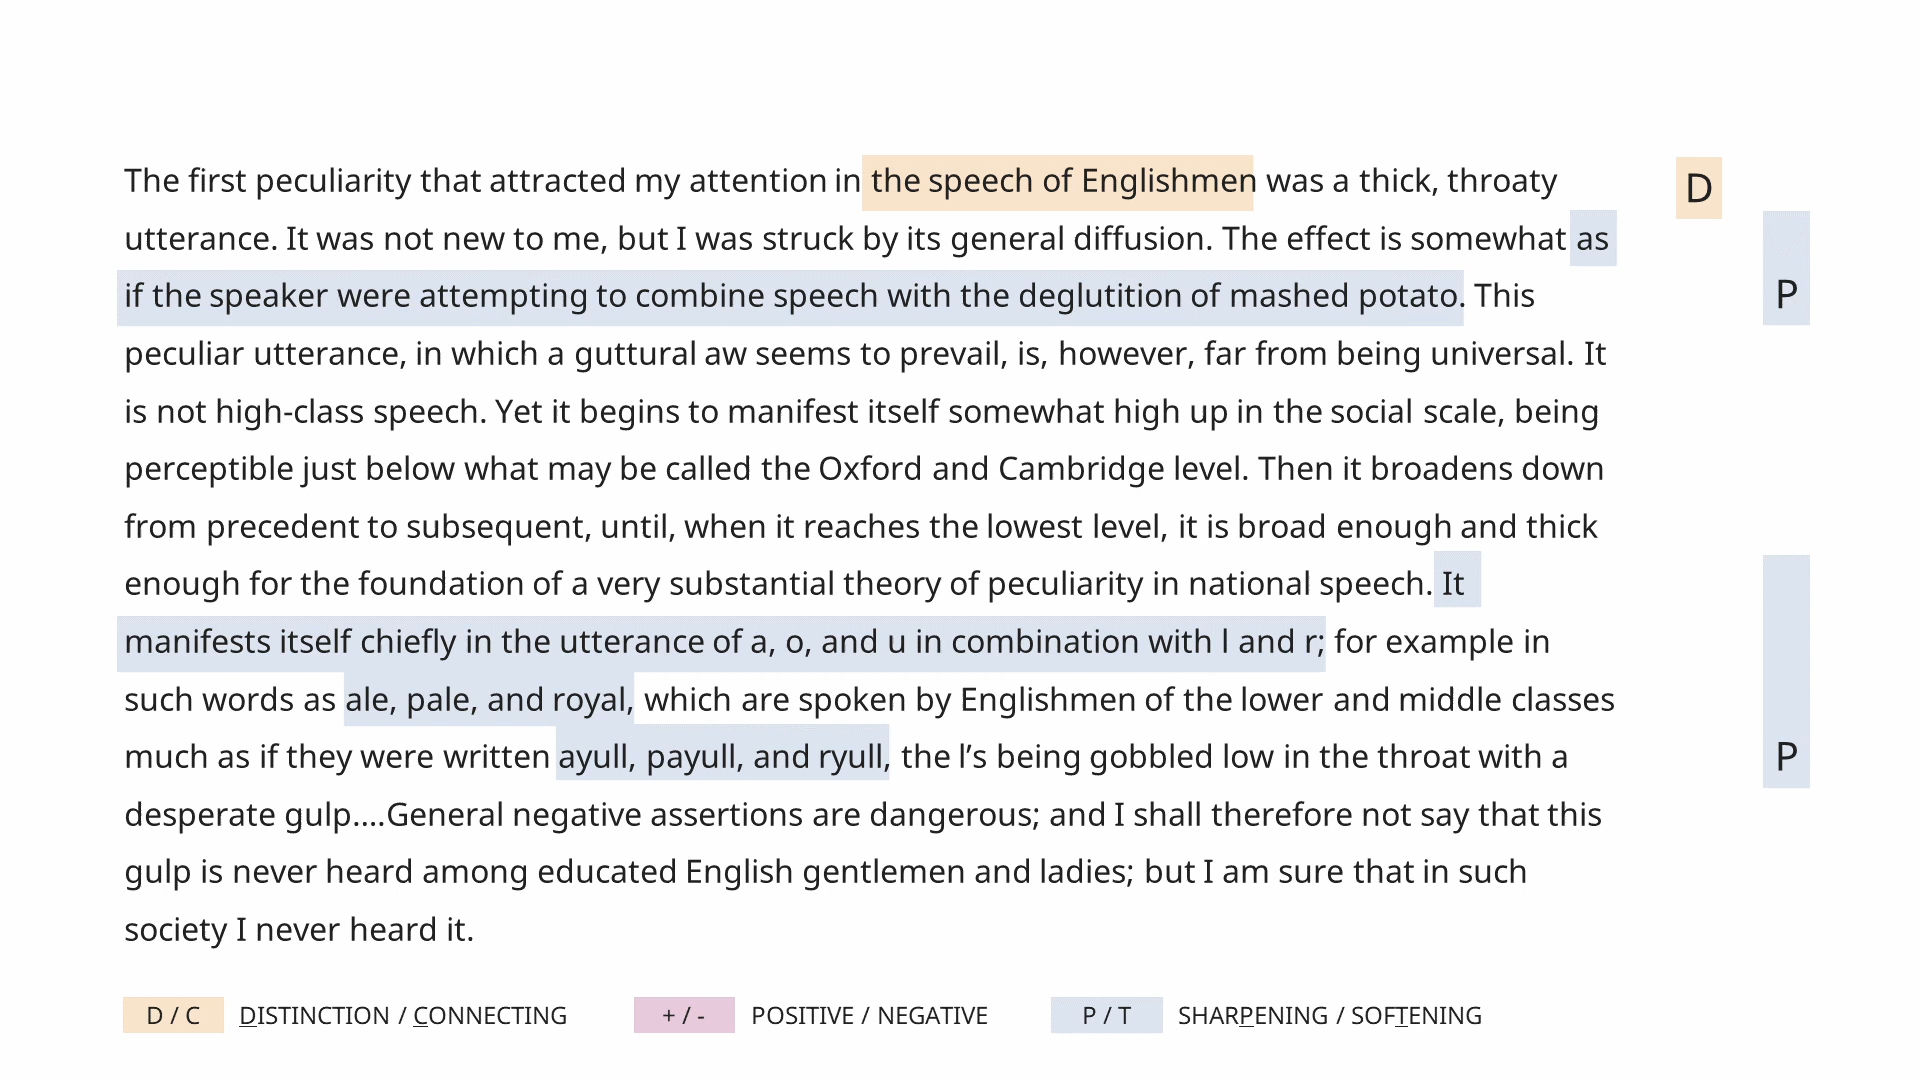 The first peculiarity that attracted my attention in the speech of Englishmen was a thick, throaty
D
utterance. It was not new to me, but I was struck by its general diffusion. The effect is somewhat as
if the speaker were attempting to combine speech with the deglutition of mashed potato. This
P
peculiar utterance, in which a guttural aw seems to prevail, is, however, far from being universal. It
is not high-class speech. Yet it begins to manifest itself somewhat high up in the social scale, being
perceptible just below what may be called the Oxford and Cambridge level. Then it broadens down
from precedent to subsequent, until, when it reaches the lowest level, it is broad enough and thick
enough for the foundation of a very substantial theory of peculiarity in national speech. It
manifests itself chiefly in the utterance of a, o, and u in combination with l and r; for example in
such words as ale, pale, and royal, which are spoken by Englishmen of the lower and middle classes
much as if they were written ayull, payull, and ryull, the l’s being gobbled low in the throat with a
P
desperate gulp....General negative assertions are dangerous; and I shall therefore not say that this
gulp is never heard among educated English gentlemen and ladies; but I am sure that in such
society I never heard it.
D / C DISTINCTION / CONNECTING + / - POSITIVE / NEGATIVE P / T SHARPENING / SOFTENING